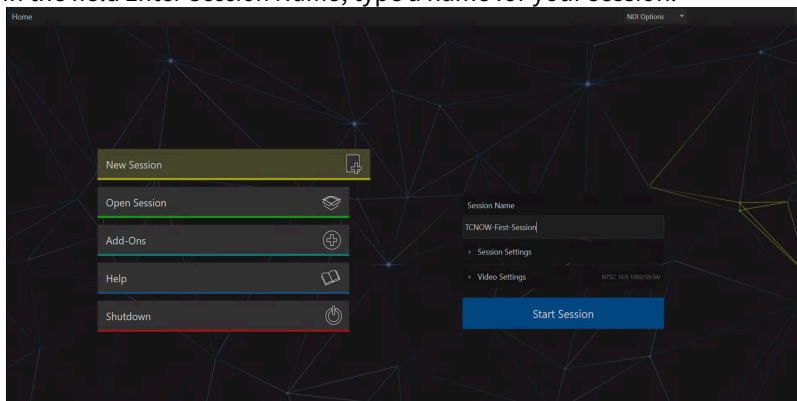 In the field Enter Session Name, type a name for your session.
Home
NDI Options
New Session
Open Session
Add-Ons
Help
Shutdown
Session Name
TCNOW-First-Session
Session Settings
Video Settings NTSC 16:9 1080/59.94i
Start Session